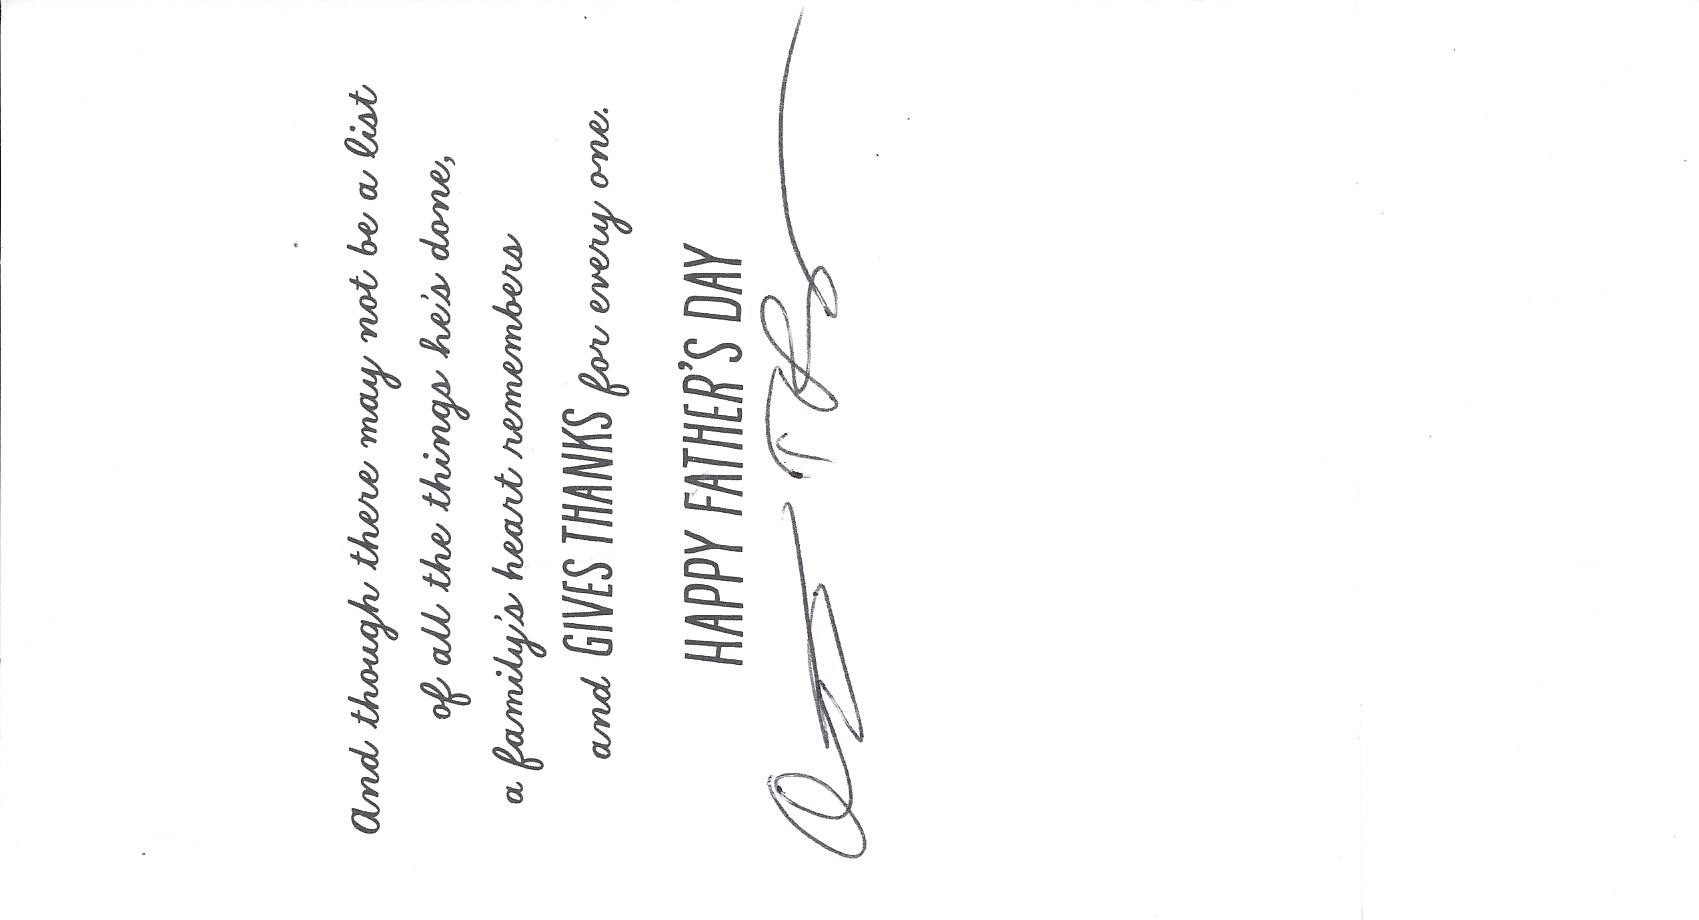 and though there may not be a list
of all the things he's done,
a family's heart remembers
and GIVES THANKS for every one.
HAPPY FATHER'S DAY